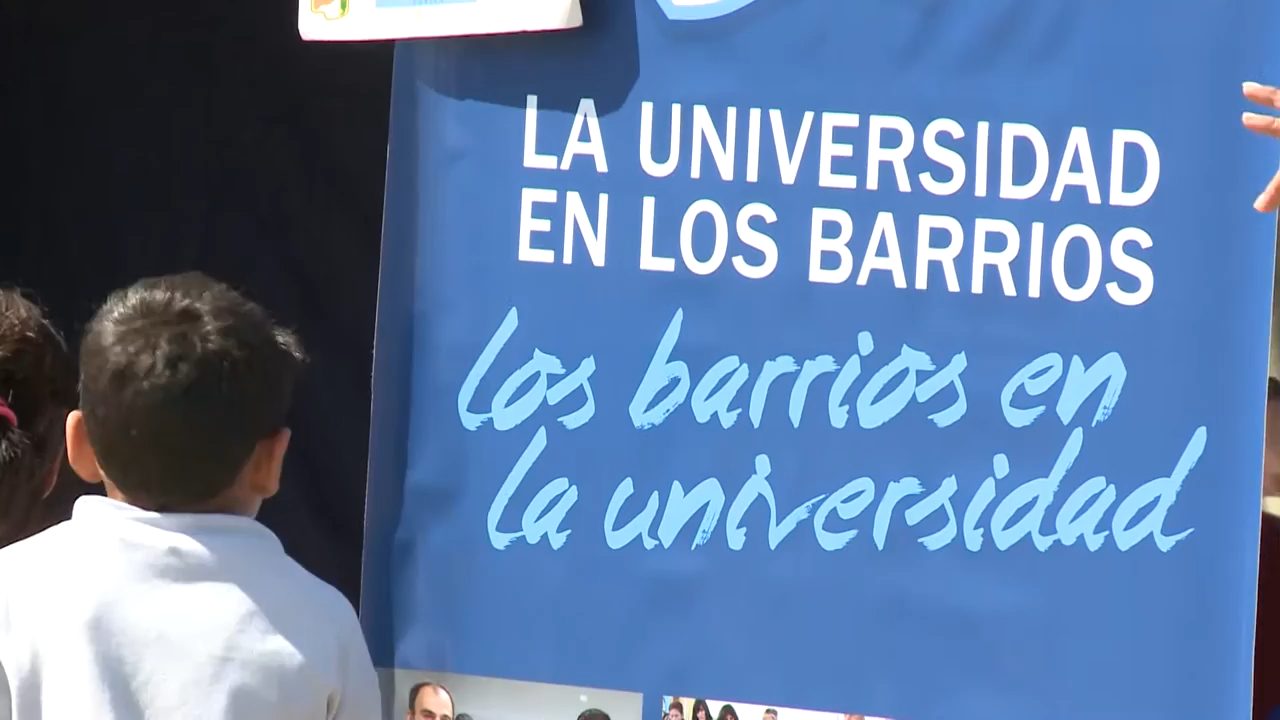 LA UNIVERSIDAD
EN LOS BARRIOS
los barrios en
la universidad